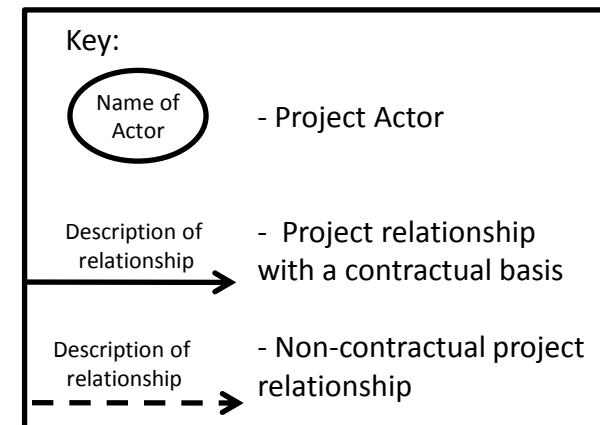 Key:
Name of
Actor
- Project Actor
Description of
relationship
- Project relationship
with a contractual basis
Description of
relationship
- Non-contractual project
relationship